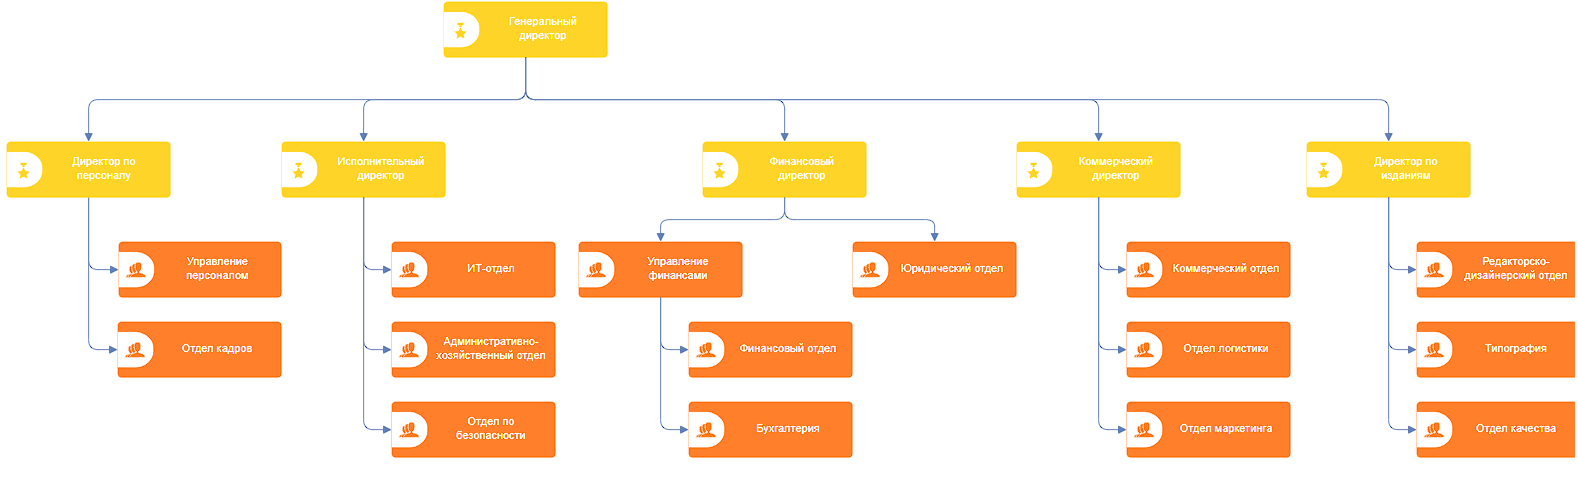 Генеральный
директор
Директор по
персоналу
Исполнительный
директор
Финансовый
директор
Коммерческий
директор
Директор по
изданиям
Управление
персоналом
ИТ-отдел
Управление
финансами
Юридический отдел
Коммерческий отдел
Редакторско-
дизайнерский отдел
Отдел кадров
Административно-
хозяйственный отдел
Финансовый отдел
Отдел логистики
Типография
Отдел по
безопасности
Бухгалтерия
Отдел маркетинга
Отдел качества